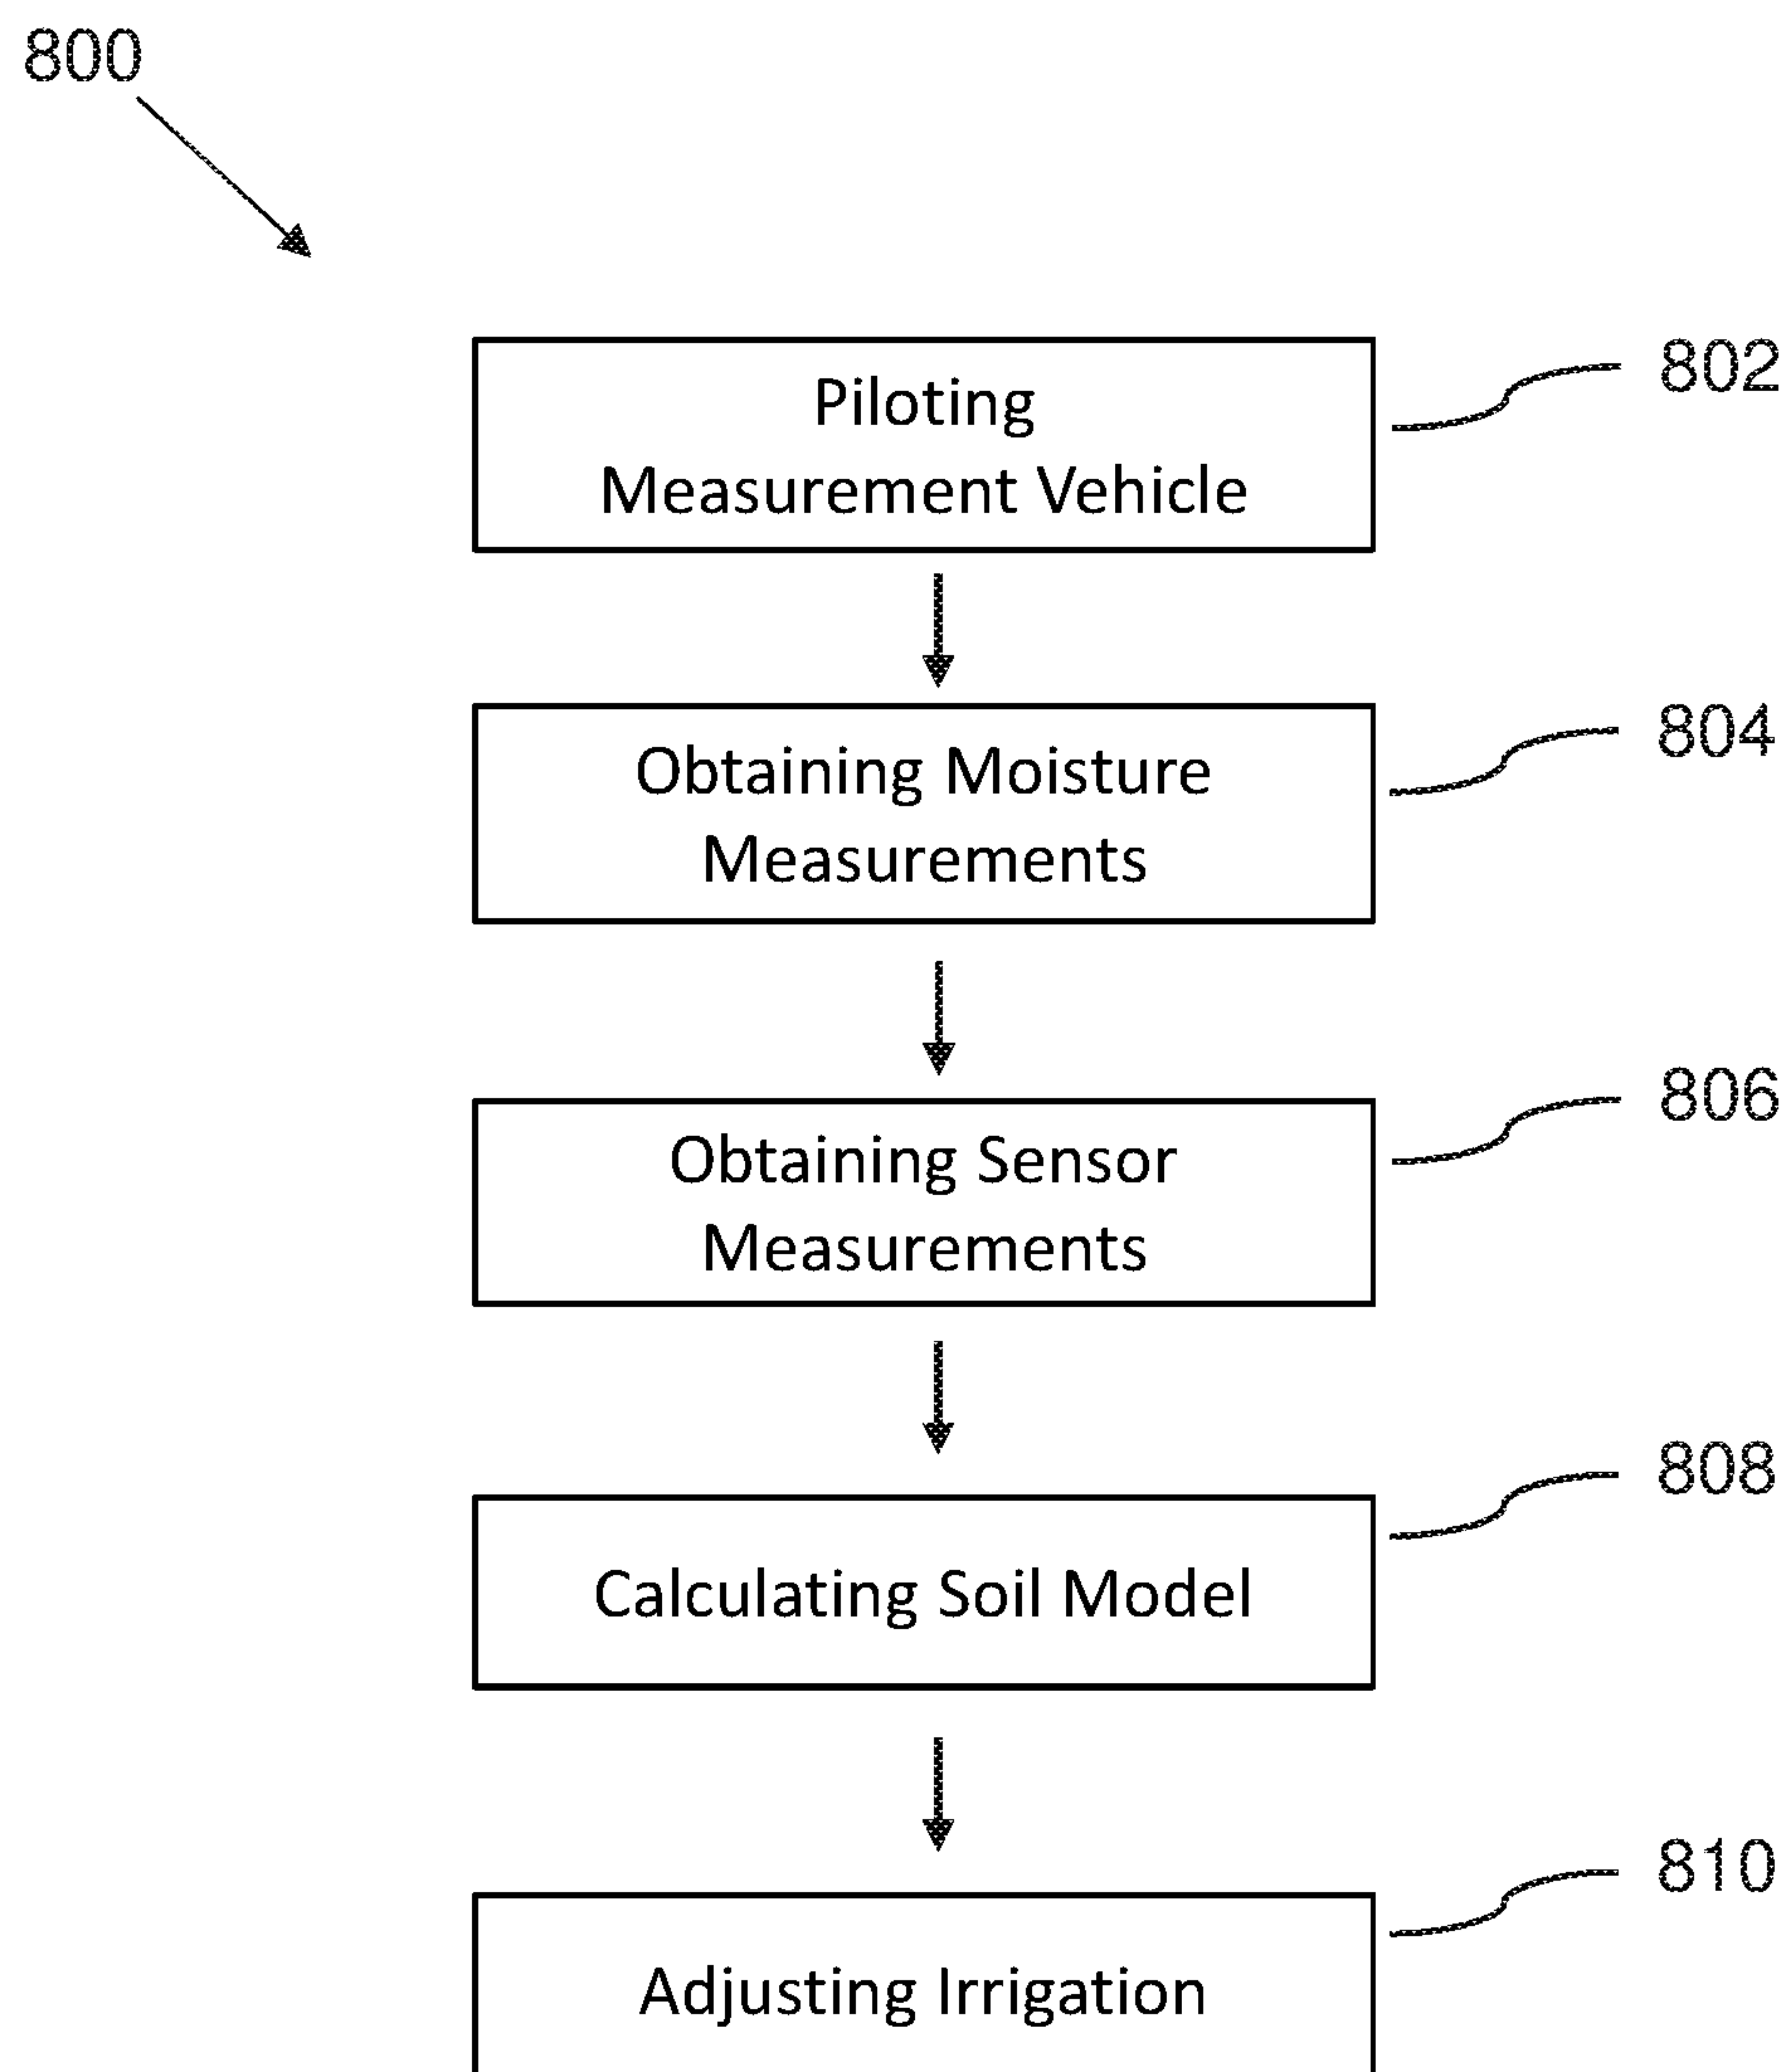 800
Piloting
Measurement Vehicle
802
Obtaining Moisture
Measurements
804
Obtaining Sensor
Measurements
806
Calculating Soil Model
808
Adjusting Irrigation
810